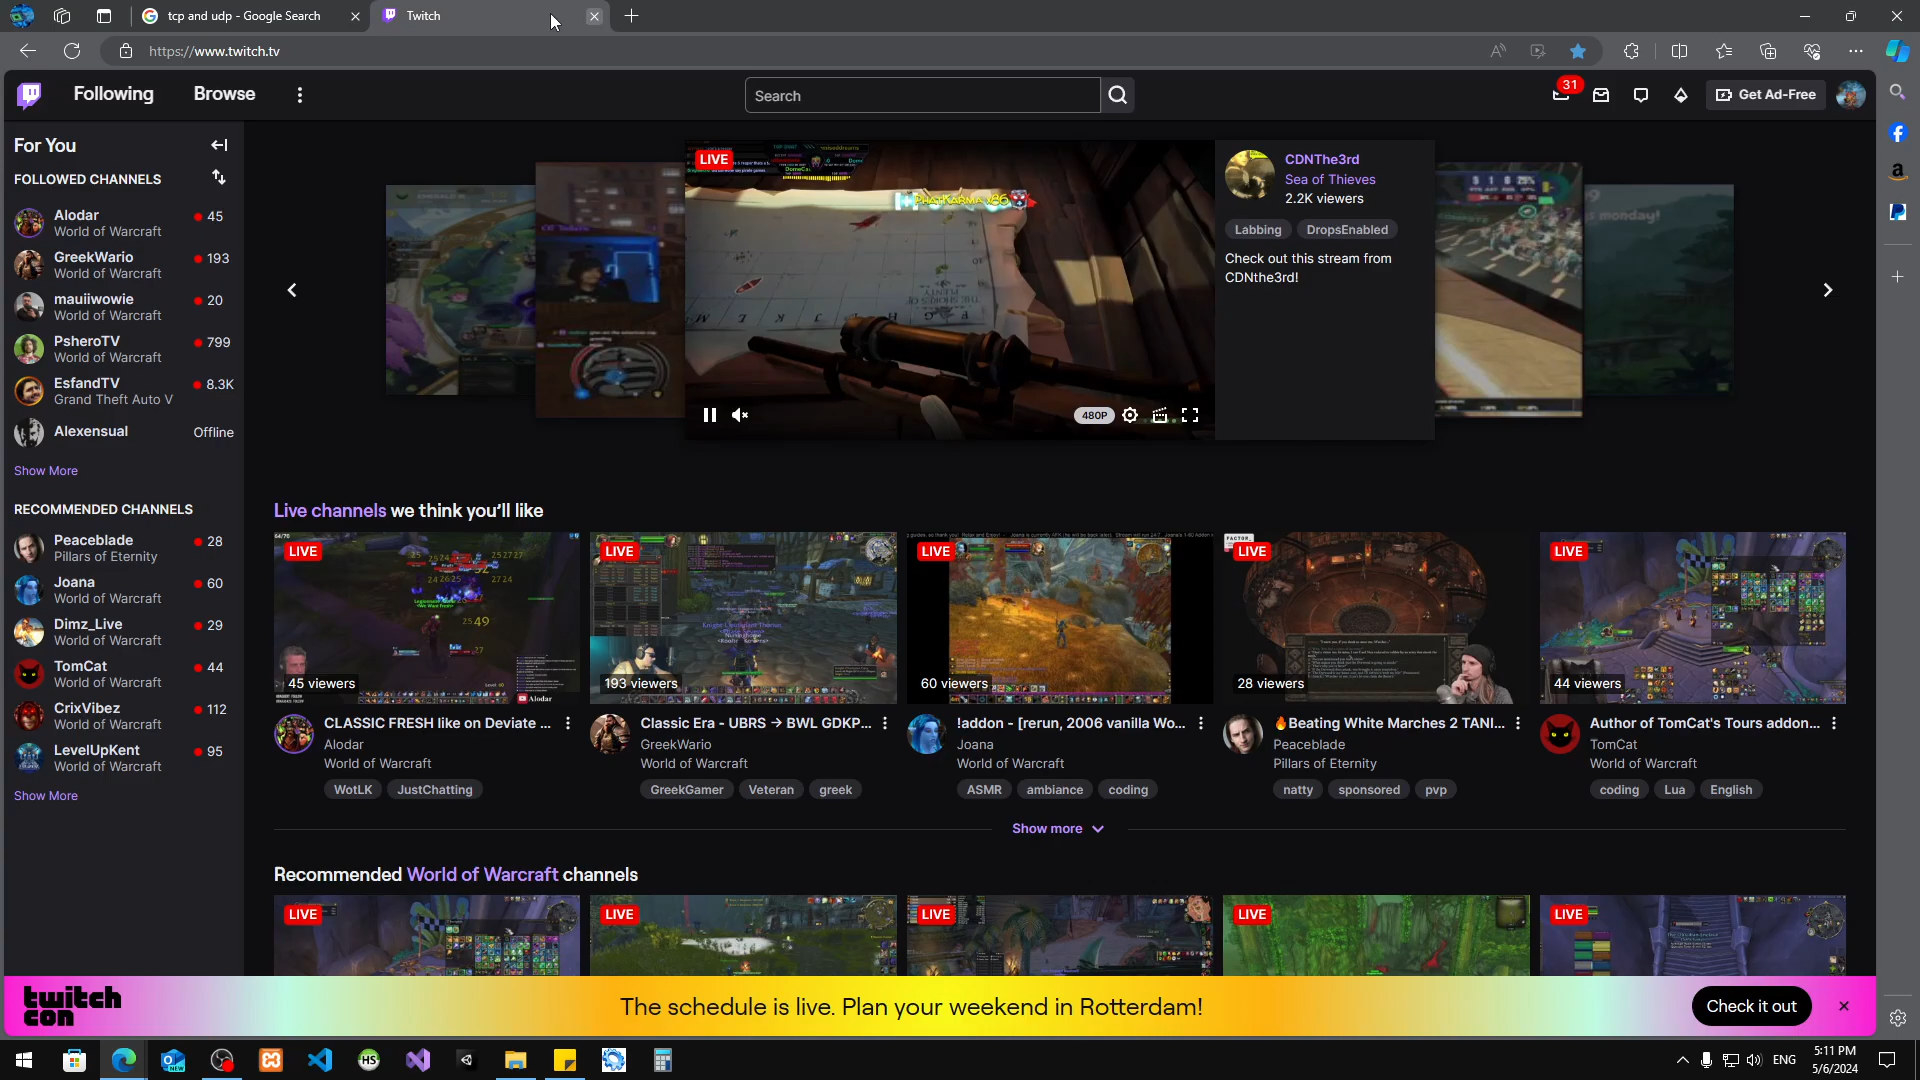 tcp and udp - Google Search
Twitch
https://www.twitch.tv
Following
Browse
Search
31
Get Ad-Free
For You
FOLLOWED CHANNELS
Alodar
45
World of Warcraft
GreekWario
193
World of Warcraft
mauiiwowie
20
World of Warcraft
PsheroTV
799
World of Warcraft
EsfandTV
8.3K
Grand Theft Auto V
Alexensual
Offline
Show More
RECOMMENDED CHANNELS
Peaceblade
28
Pillars of Eternity
Joana
60
World of Warcraft
Dimz_Live
29
World of Warcraft
TomCat
44
World of Warcraft
CrixVibez
112
World of Warcraft
LevelUpKent
95
World of Warcraft
Show More
LIVE
PHATKARMAY86
480P
CDNThe3rd
Sea of Thieves
2.2K viewers
Labbing
DropsEnabled
Check out this stream from
CDNthe3rd!
s monday!
Live channels we think you'll like
LIVE
45 viewers
CLASSIC FRESH like on Deviate ...
Alodar
World of Warcraft
WotLK
JustChatting
LIVE
193 viewers
Classic Era - UBRS → BWL GDKP...
GreekWario
World of Warcraft
GreekGamer
Veteran
greek
LIVE
60 viewers
!addon - [rerun, 2006 vanilla Wo...
Joana
World of Warcraft
ASMR
ambiance
coding
LIVE
28 viewers
🔥Beating White Marches 2 TANI...
Peaceblade
Pillars of Eternity
natty
sponsored
pvp
LIVE
44 viewers
Author of TomCat's Tours addon...
TomCat
World of Warcraft
coding
Lua
English
Show more
Recommended World of Warcraft channels
LIVE
LIVE
LIVE
LIVE
LIVE
twitch
con
The schedule is live. Plan your weekend in Rotterdam!
Check it out
ENG
5:11 PM
5/6/2024